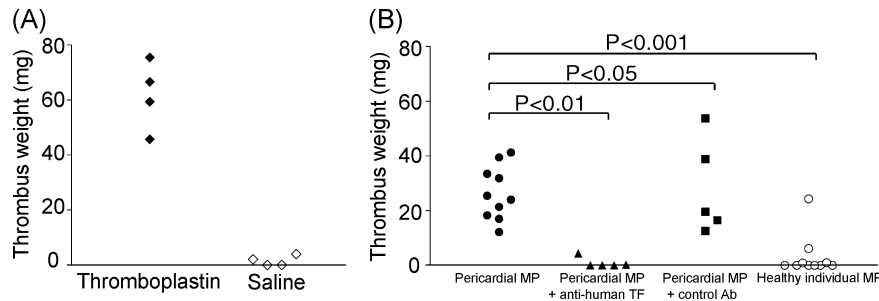 (A)
Thrombus weight (mg)
80
60
40
20
0
Thromboplastin
Saline
(B)
Thrombus weight (mg)
80
60
40
20
0
P<0.001
P<0.05
P<0.01
Pericardial MP
Pericardial MP
+ anti-human TF
Pericardial MP
+ control Ab
Healthy individual MP